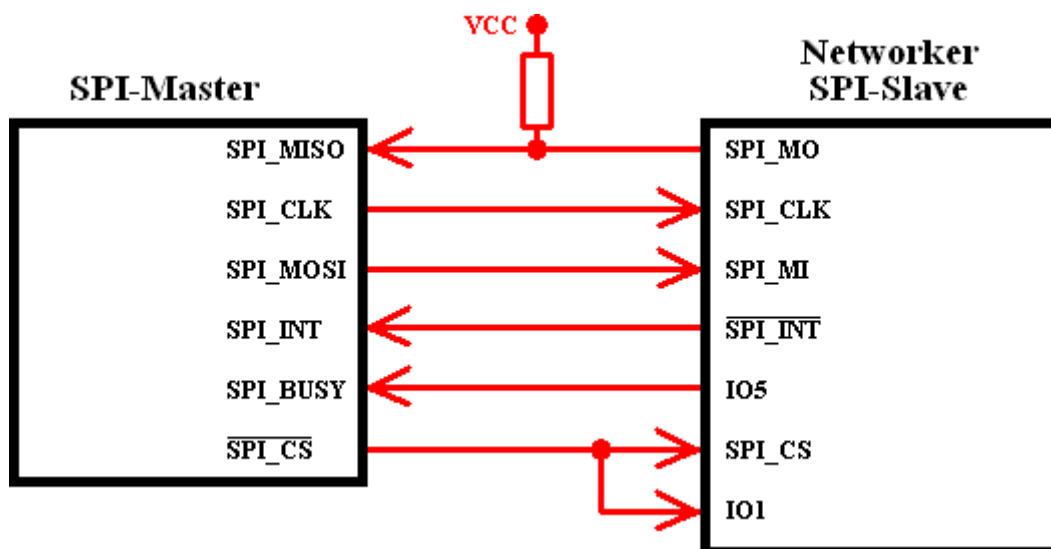 VCC
Networker
SPI-Slave
SPI-Master
SPI_MISO
SPI_CLK
SPI_MOSI
SPI_INT
SPI_BUSY
SPI_CS
SPI_MO
SPI_CLK
SPI_MI
SPI_INT
IO5
SPI_CS
IO1